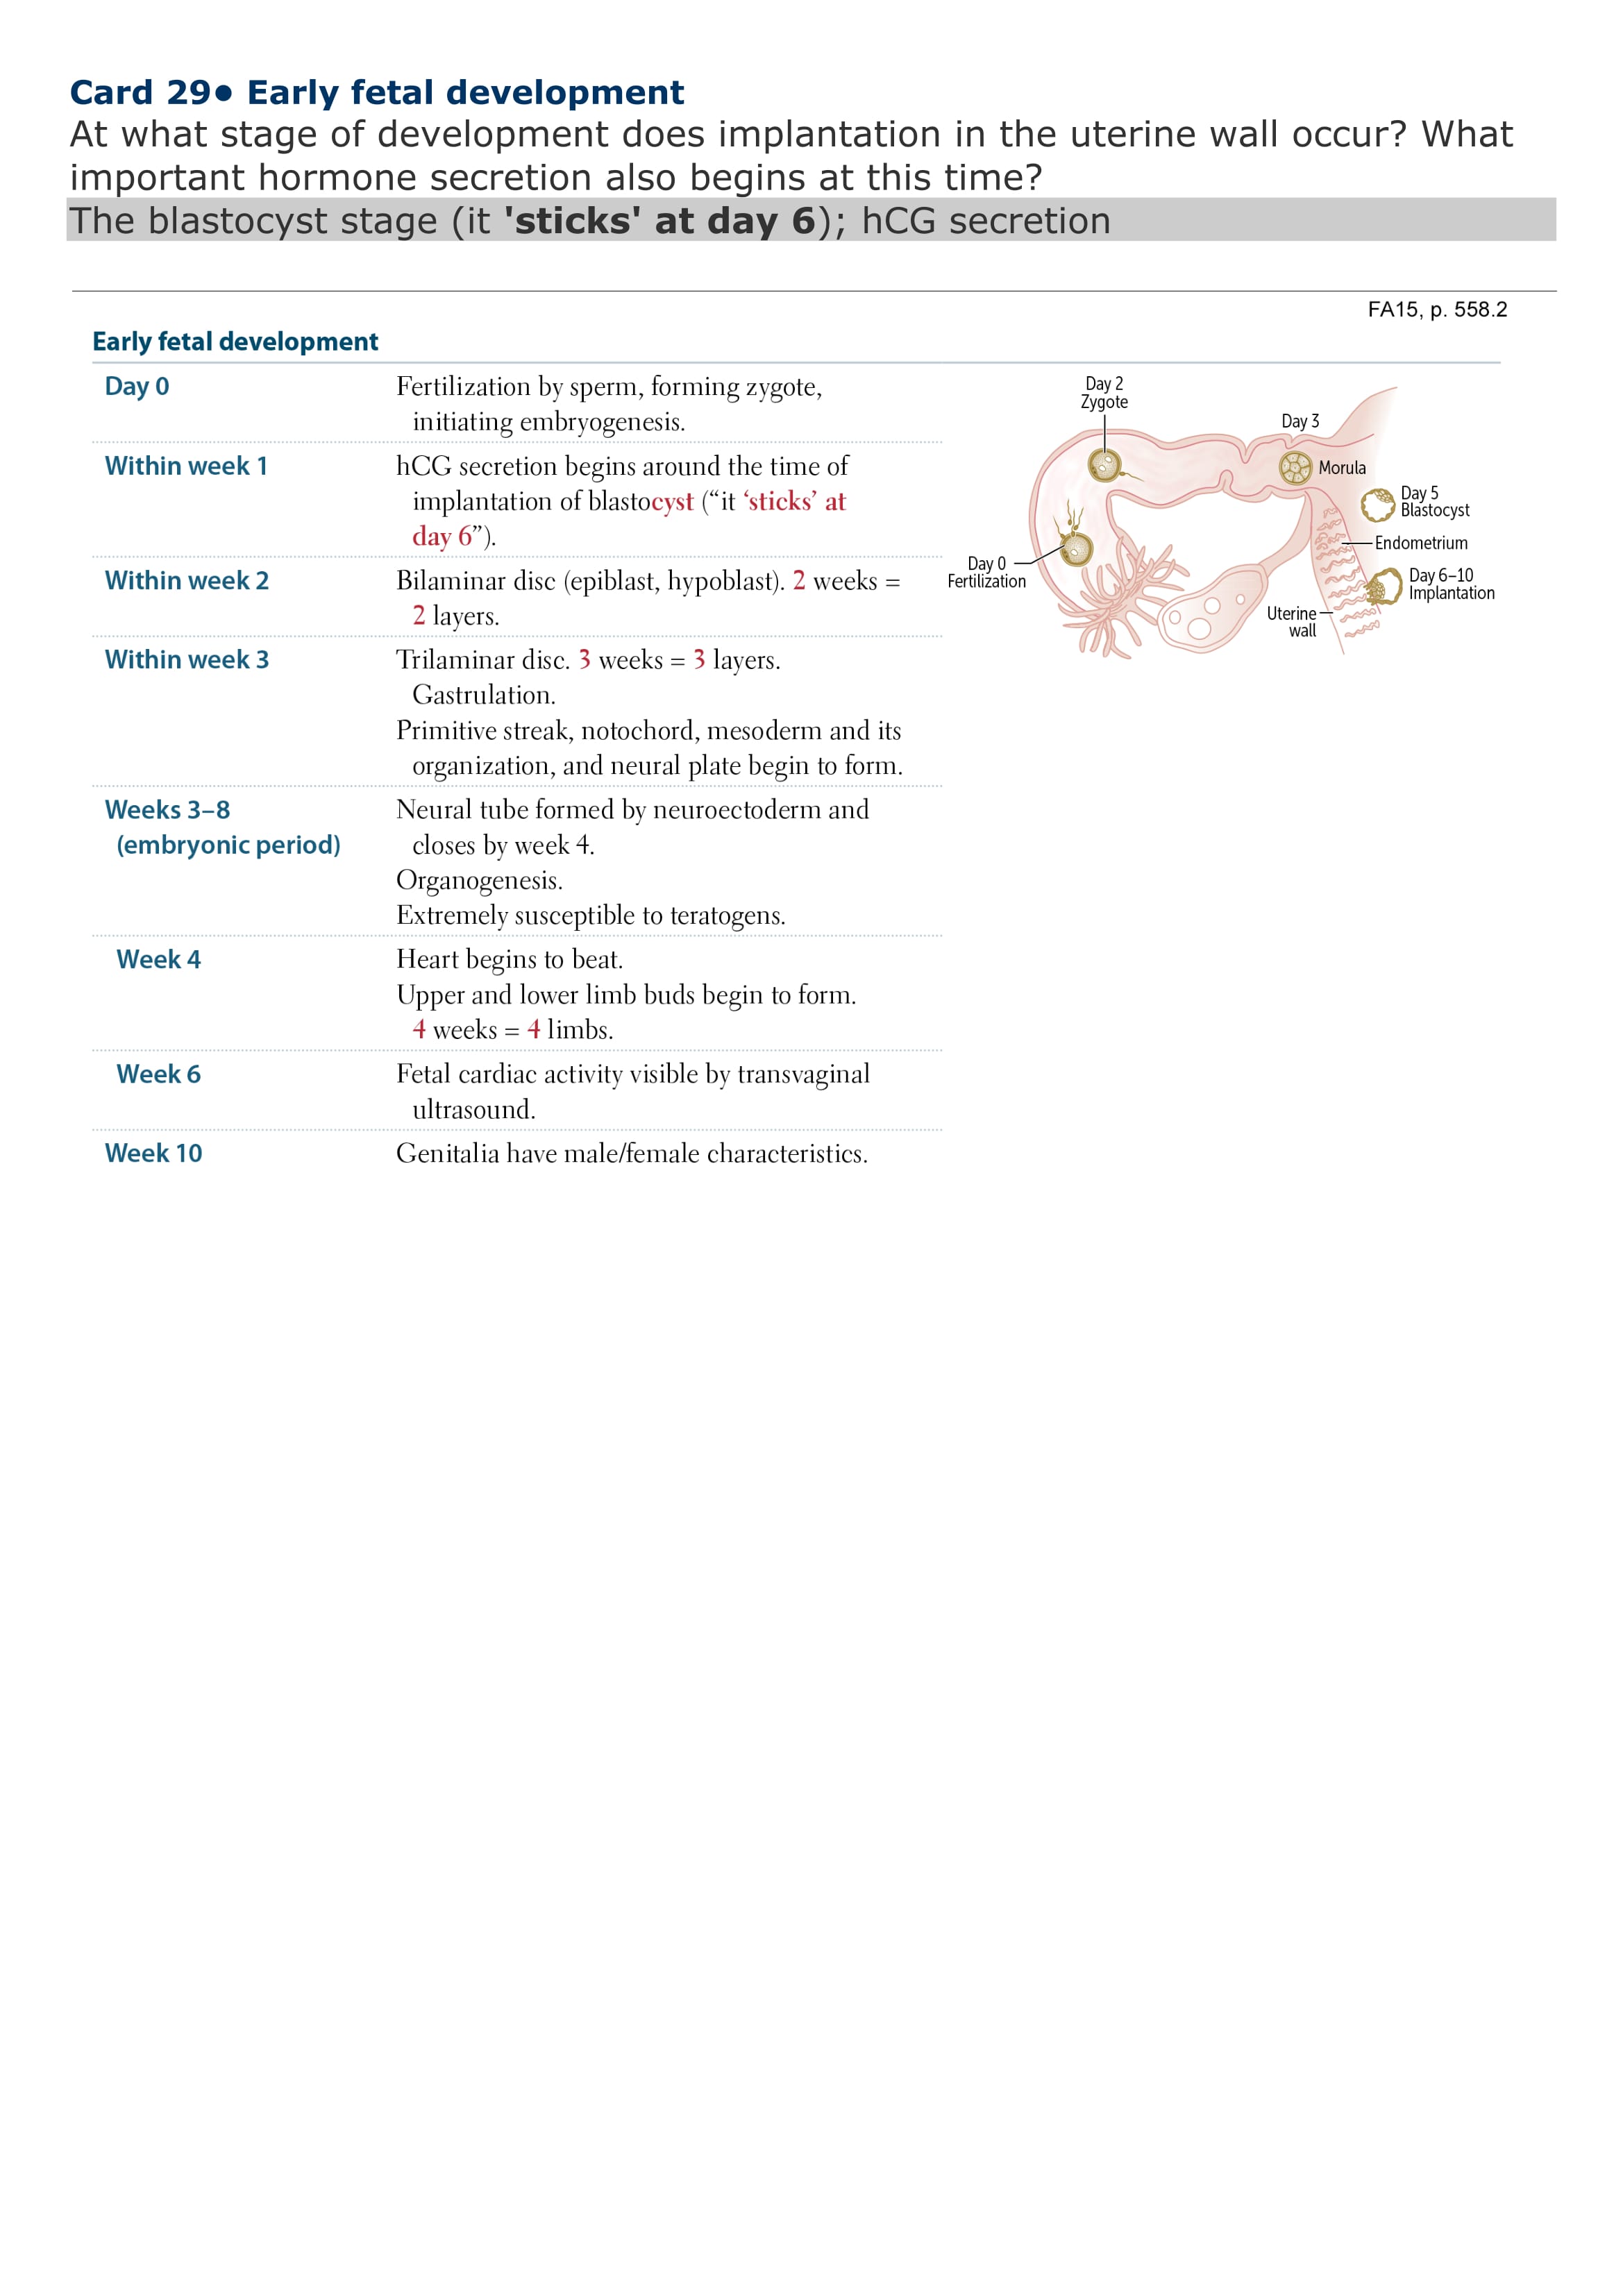 Card 29• Early fetal development
At what stage of development does implantation in the uterine wall occur? What
important hormone secretion also begins at this time?
The blastocyst stage (it 'sticks' at day 6); hCG secretion
FA15, p. 558.2
Early fetal development
Day 0
Fertilization by sperm, forming zygote,
initiating embryogenesis.
Within week 1
hCG secretion begins around the time of
implantation of blastocyst (“it ‘sticks’ at
day 6”).
Within week 2
Bilaminar disc (epiblast, hypoblast). 2 weeks =
2 layers.
Within week 3
Trilaminar disc. 3 weeks = 3 layers.
Gastrulation.
Primitive streak, notochord, mesoderm and its
organization, and neural plate begin to form.
Weeks 3–8
(embryonic period)
Neural tube formed by neuroectoderm and
closes by week 4.
Organogenesis.
Extremely susceptible to teratogens.
Week 4
Heart begins to beat.
Upper and lower limb buds begin to form.
4 weeks = 4 limbs.
Week 6
Fetal cardiac activity visible by transvaginal
ultrasound.
Week 10
Genitalia have male/female characteristics.
Day 2
Zygote
Day 3
Morula
Day 5
Blastocyst
Endometrium
Day 0
Fertilization
Day 6–10
Implantation
Uterine
wall